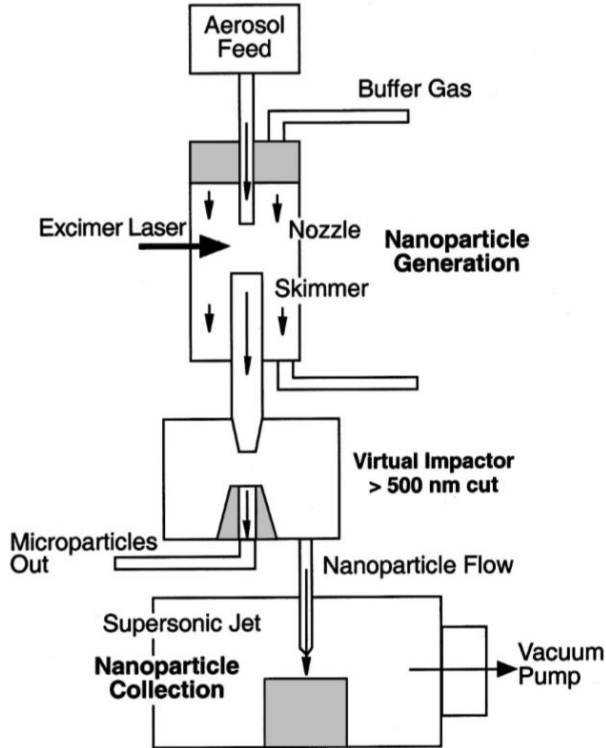 Aerosol
Feed
Buffer Gas
Excimer Laser
Nozzle
Nanoparticle
Generation
Skimmer
Virtual Impactor
> 500 nm cut
Microparticles
Out
Nanoparticle Flow
Supersonic Jet
Nanoparticle
Collection
Vacuum
Pump